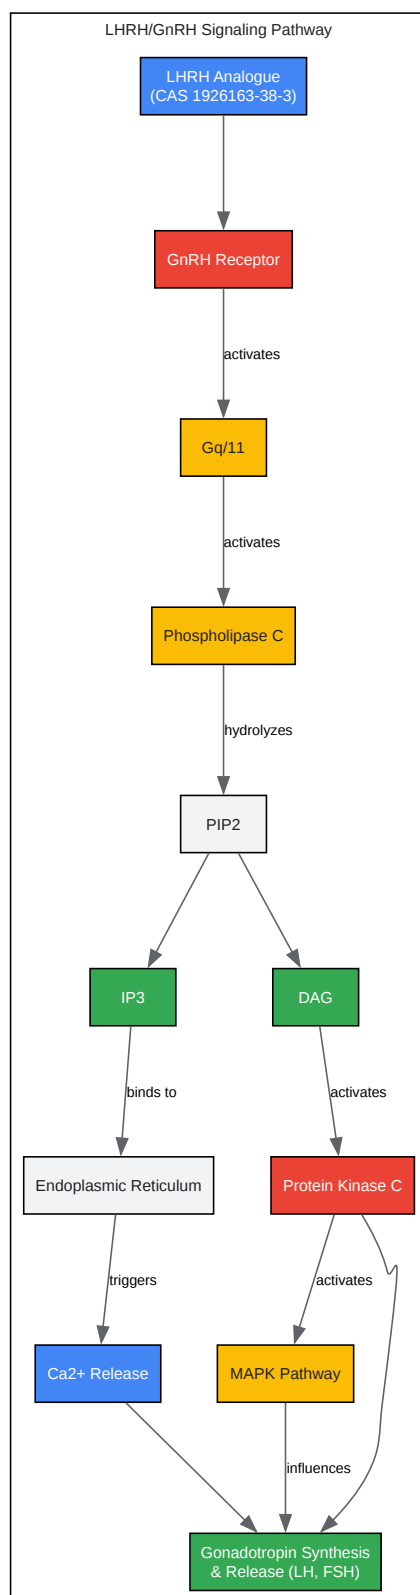 LHRH/GnRH Signaling Pathway
LHRH Analogue
(CAS 1926163-38-3)
GnRH Receptor
activates
Gq/11
activates
Phospholipase C
hydrolyzes
PIP2
IP3
DAG
binds to
activates
Endoplasmic Reticulum
Protein Kinase C
triggers
activates
Ca2+ Release
MAPK Pathway
influences
Gonadotropin Synthesis
& Release (LH, FSH)